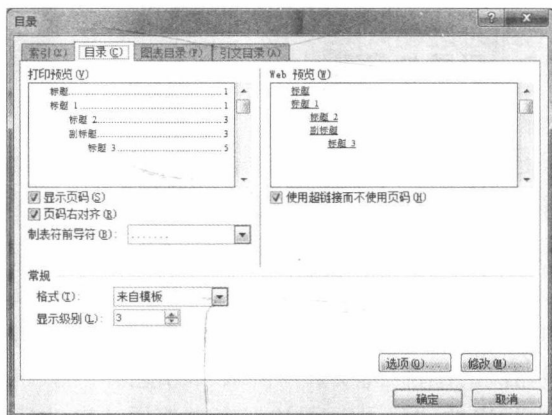 目录
索引(X) 目录(C) 图表目录(F) 引文目录(A)
打印预览(V)
标题..........1
标题 1..........1
标题 2..........3
副标题..........3
标题 3..........5
Web 预览(W)
标题
标题 1
标题 2
副标题
标题 3
显示页码(S)
页码右对齐(R)
使用超链接而不使用页码(H)
制表符前导符(B): .......
常规
格式(T): 来自模板
显示级别(L): 3
选项(O)... 修改(M)...
确定 取消